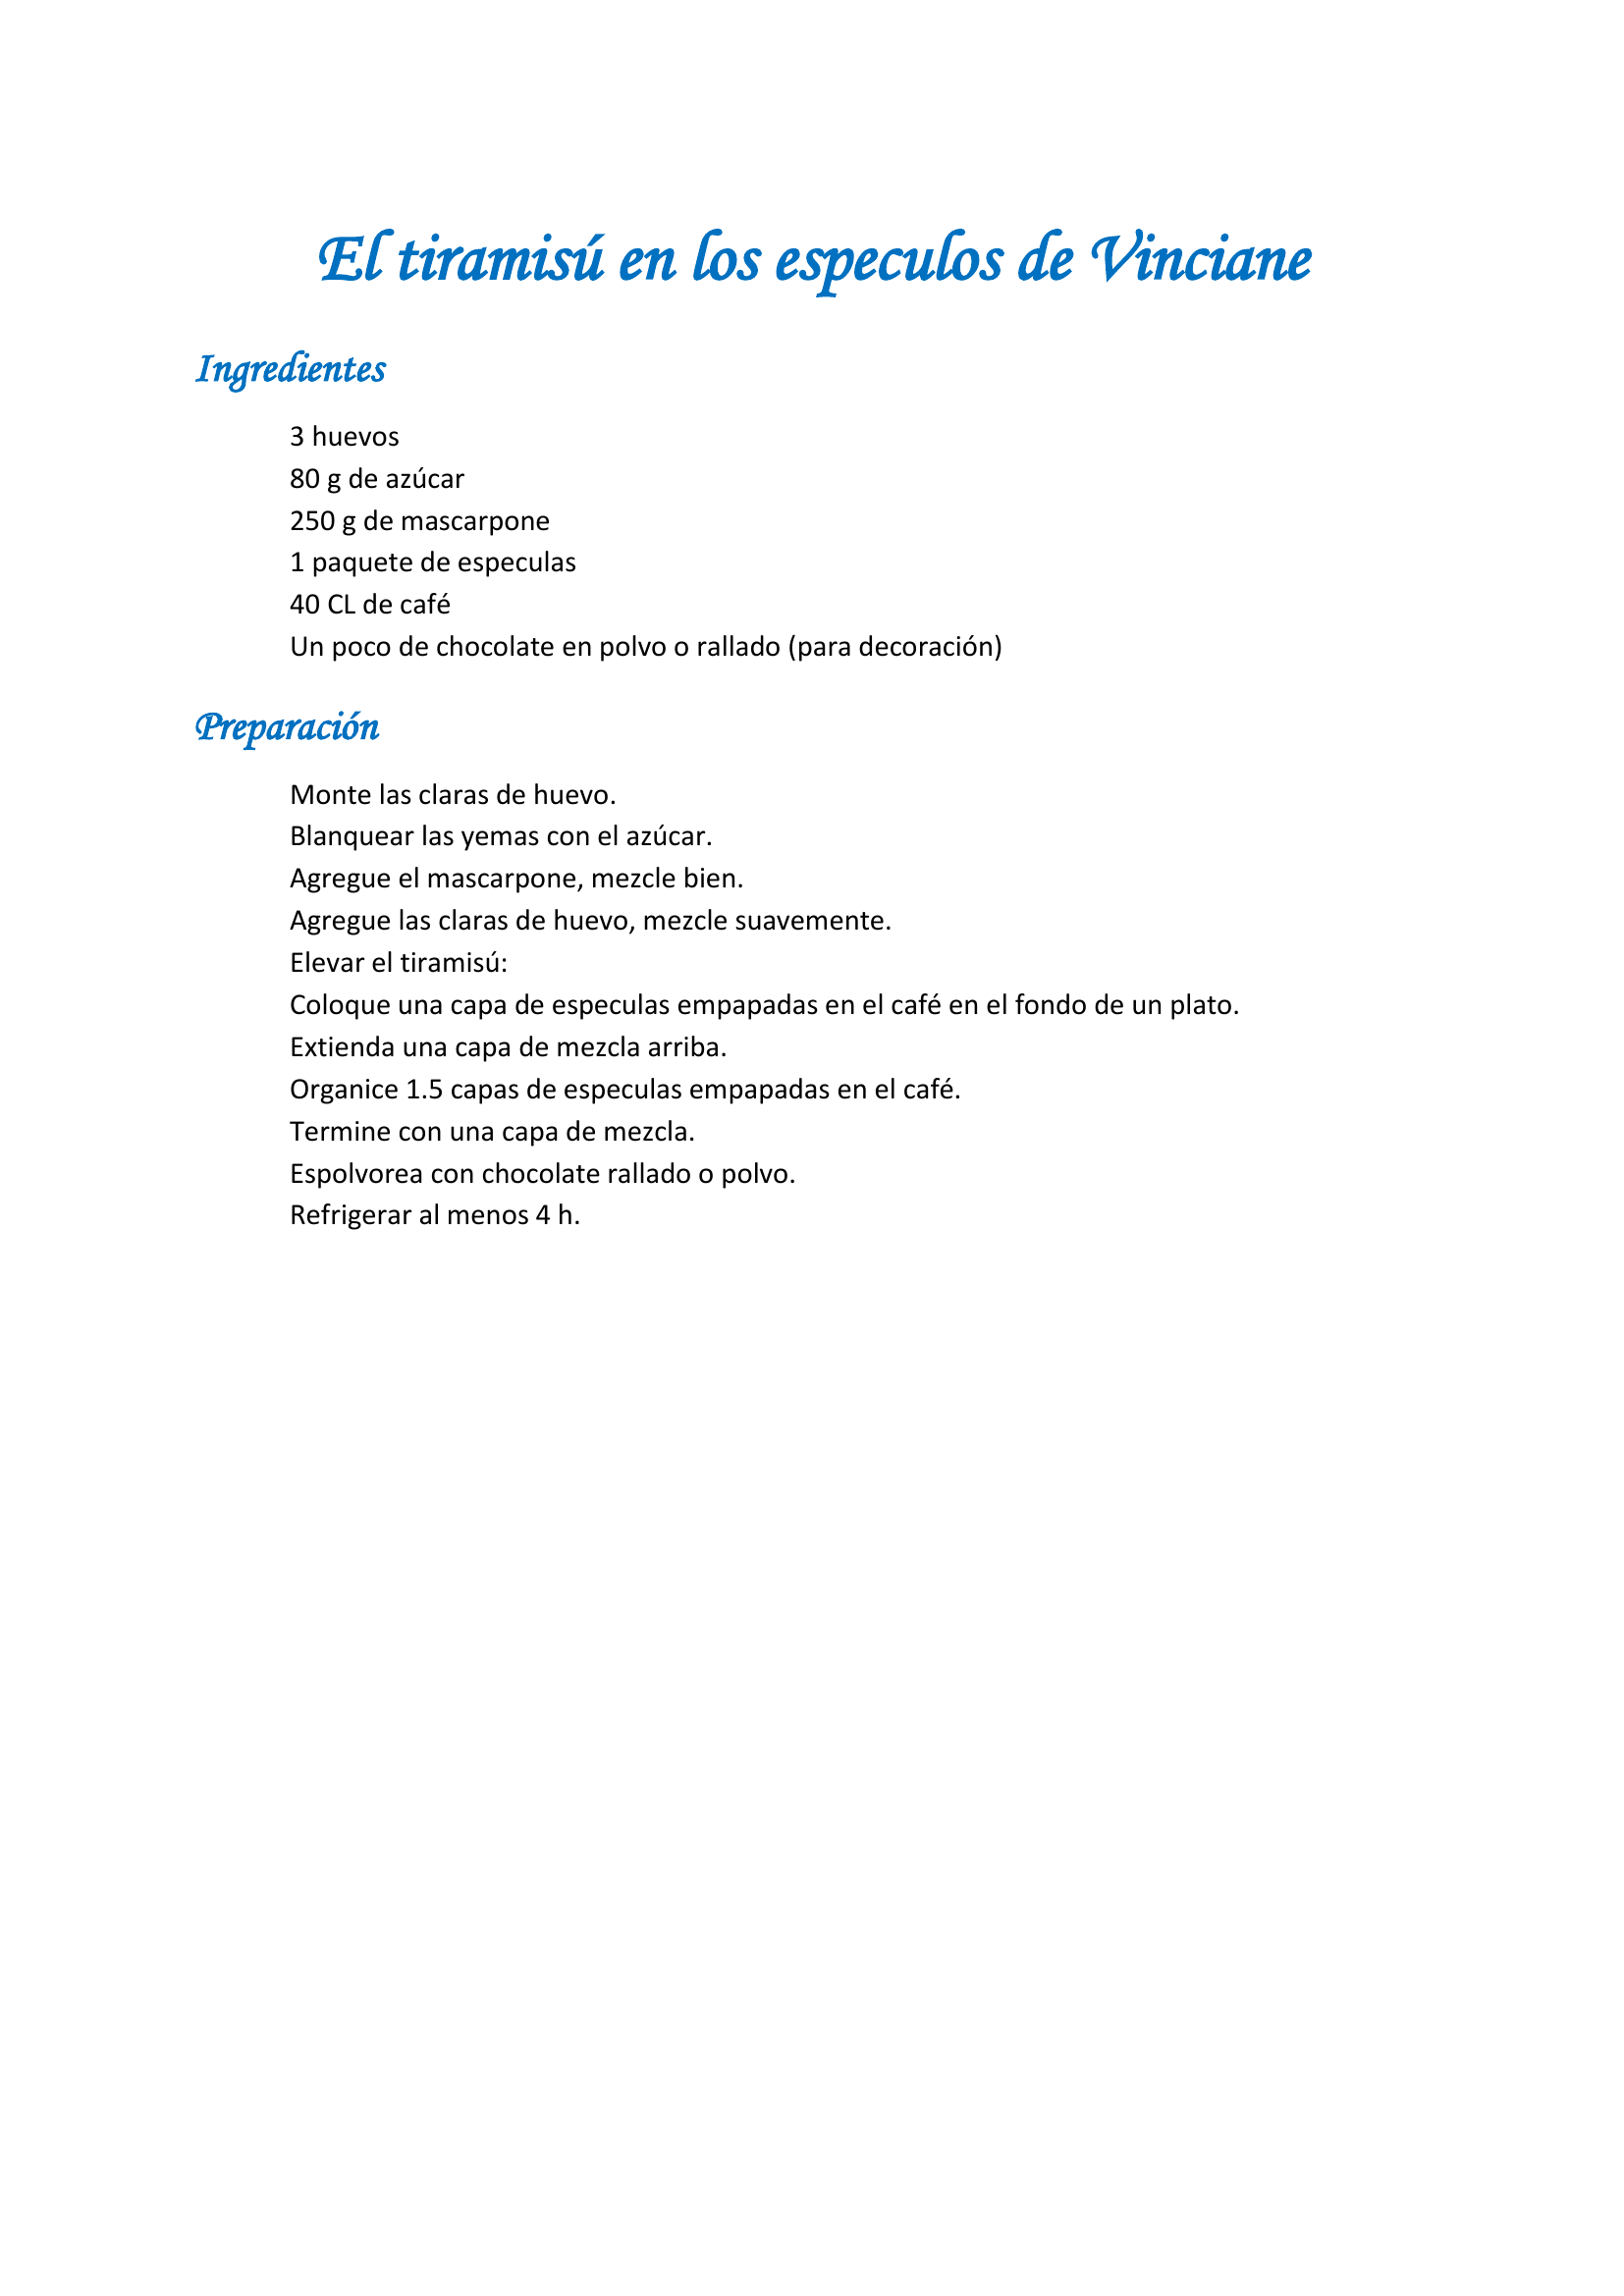 El tiramisú en los especulos de Vinciane
Ingredientes
3 huevos
80 g de azúcar
250 g de mascarpone
1 paquete de especulas
40 CL de café
Un poco de chocolate en polvo o rallado (para decoración)
Preparación
Monte las claras de huevo.
Blanquear las yemas con el azúcar.
Agregue el mascarpone, mezcle bien.
Agregue las claras de huevo, mezcle suavemente.
Elevar el tiramisú:
Coloque una capa de especulas empapadas en el café en el fondo de un plato.
Extienda una capa de mezcla arriba.
Organice 1.5 capas de especulas empapadas en el café.
Termine con una capa de mezcla.
Espolvorea con chocolate rallado o polvo.
Refrigerar al menos 4 h.